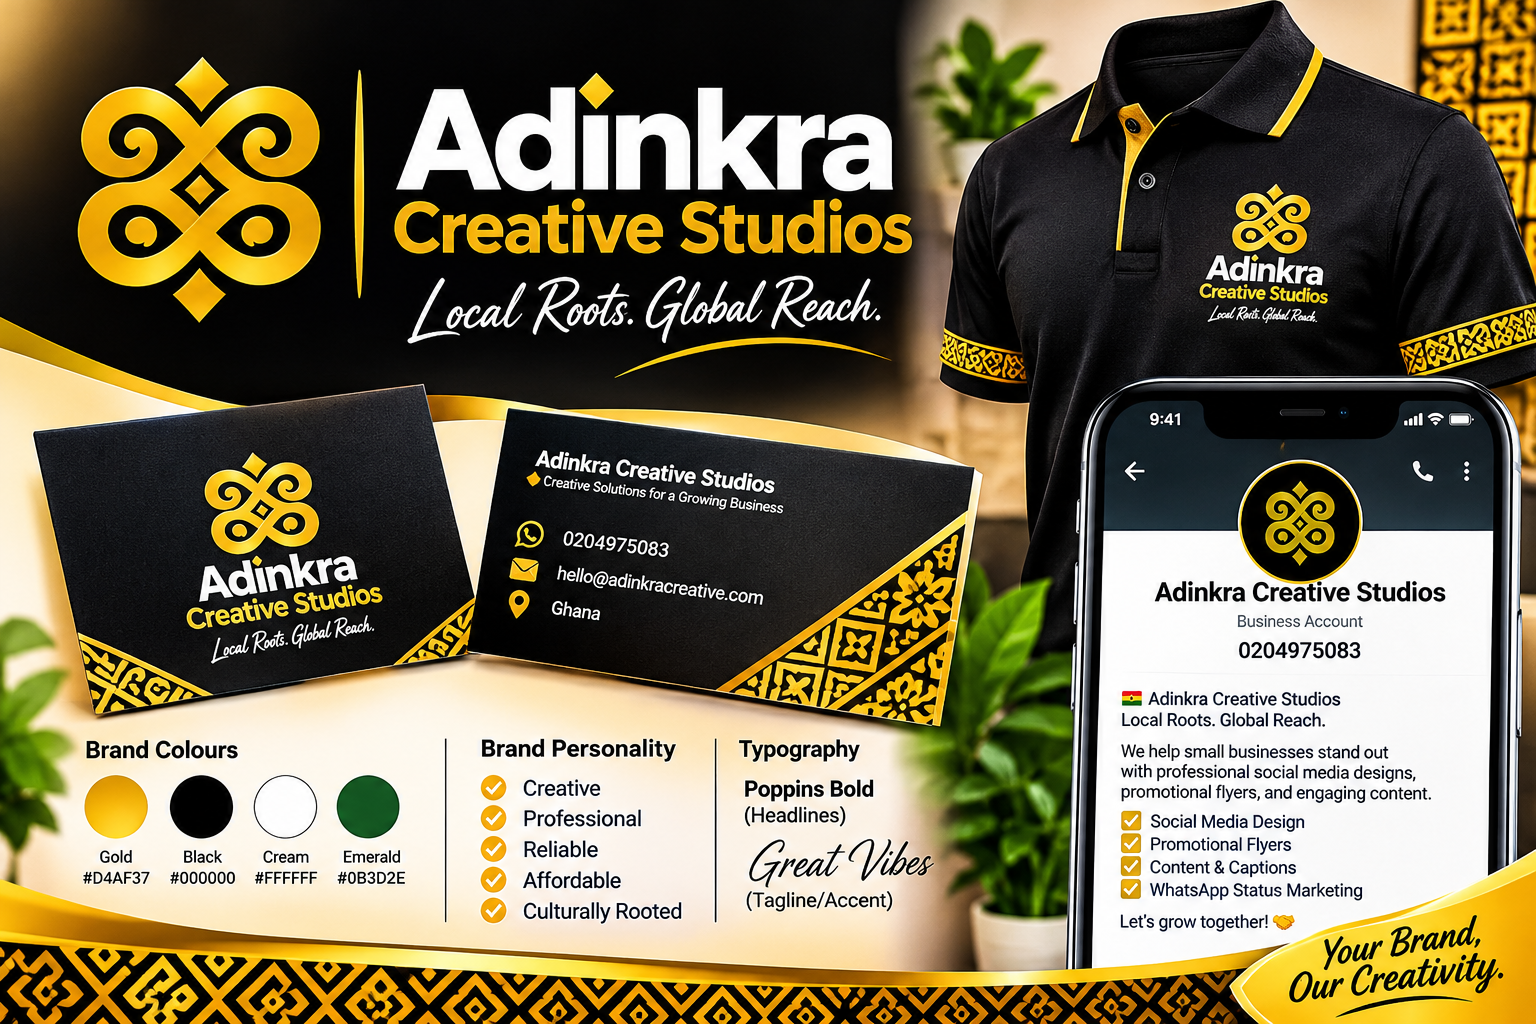 Adinkra
Creative Studios
Local Roots. Global Reach.
Adinkra
Creative Studios
Local Roots. Global Reach.
Adinkra
Creative Studios
Local Roots. Global Reach.
Adinkra Creative Studios
Creative Solutions for a Growing Business
0204975083
hello@adinkracreative.com
Ghana
9:41
Adinkra Creative Studios
Business Account
0204975083
🇬🇭 Adinkra Creative Studios
Local Roots. Global Reach.
We help small businesses stand out
with professional social media designs,
promotional flyers, and engaging content.
Social Media Design
Promotional Flyers
Content & Captions
WhatsApp Status Marketing
Let's grow together! 🤝
Brand Colours
Gold
#D4AF37
Black
#000000
Cream
#FFFFFF
Emerald
#0B3D2E
Brand Personality
Creative
Professional
Reliable
Affordable
Culturally Rooted
Typography
Poppins Bold
(Headlines)
Great Vibes
(Tagline/Accent)
Your Brand,
Our Creativity.